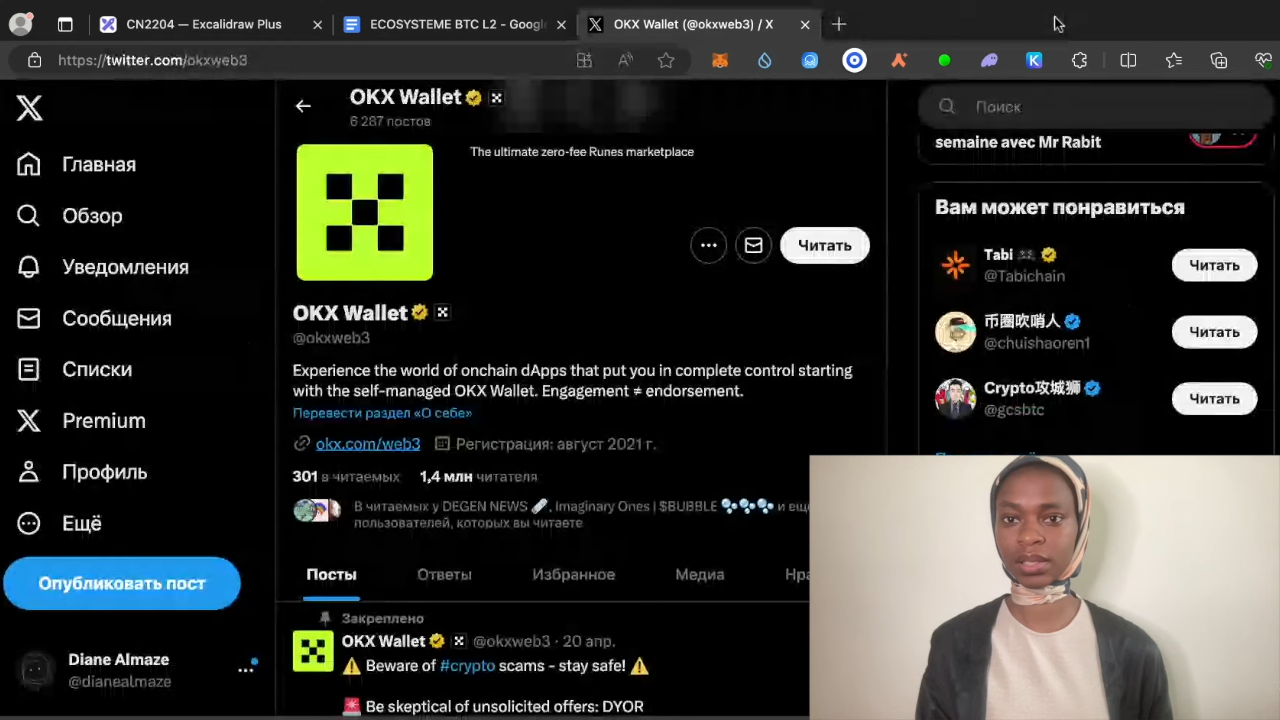 CN2204 — Excalidraw Plus
ECOSYSTEME BTC L2 - Google
OKX Wallet (@okxweb3) / X
https://twitter.com/okxweb3
OKX Wallet
6 287 постов
The ultimate zero-fee Runes marketplace
Читать
OKX Wallet
@okxweb3
Experience the world of onchain dApps that put you in complete control starting
with the self-managed OKX Wallet. Engagement ≠ endorsement.
Перевести раздел «О себе»
okx.com/web3 Регистрация: август 2021 г.
301 в читаемых 1,4 млн читателя
В читаемых у DEGEN NEWS 🗞, Imaginary Ones | $BUBBLE 🫧🫧🫧 и ещё
пользователей, которых вы читаете
Посты Ответы Избранное Медиа Нра
Закреплено
OKX Wallet @okxweb3 · 20 апр.
⚠️ Beware of #crypto scams - stay safe! ⚠️
🚨 Be skeptical of unsolicited offers: DYOR
Главная
Обзор
Уведомления
Сообщения
Списки
Premium
Профиль
Ещё
Опубликовать пост
Diane Almaze
@dianealmaze
Поиск
semaine avec Mr Rabit
Вам может понравиться
Tabi
@Tabichain
Читать
币圈吹哨人
@chuishaoren1
Читать
Crypto攻城狮
@gcsbtc
Читать